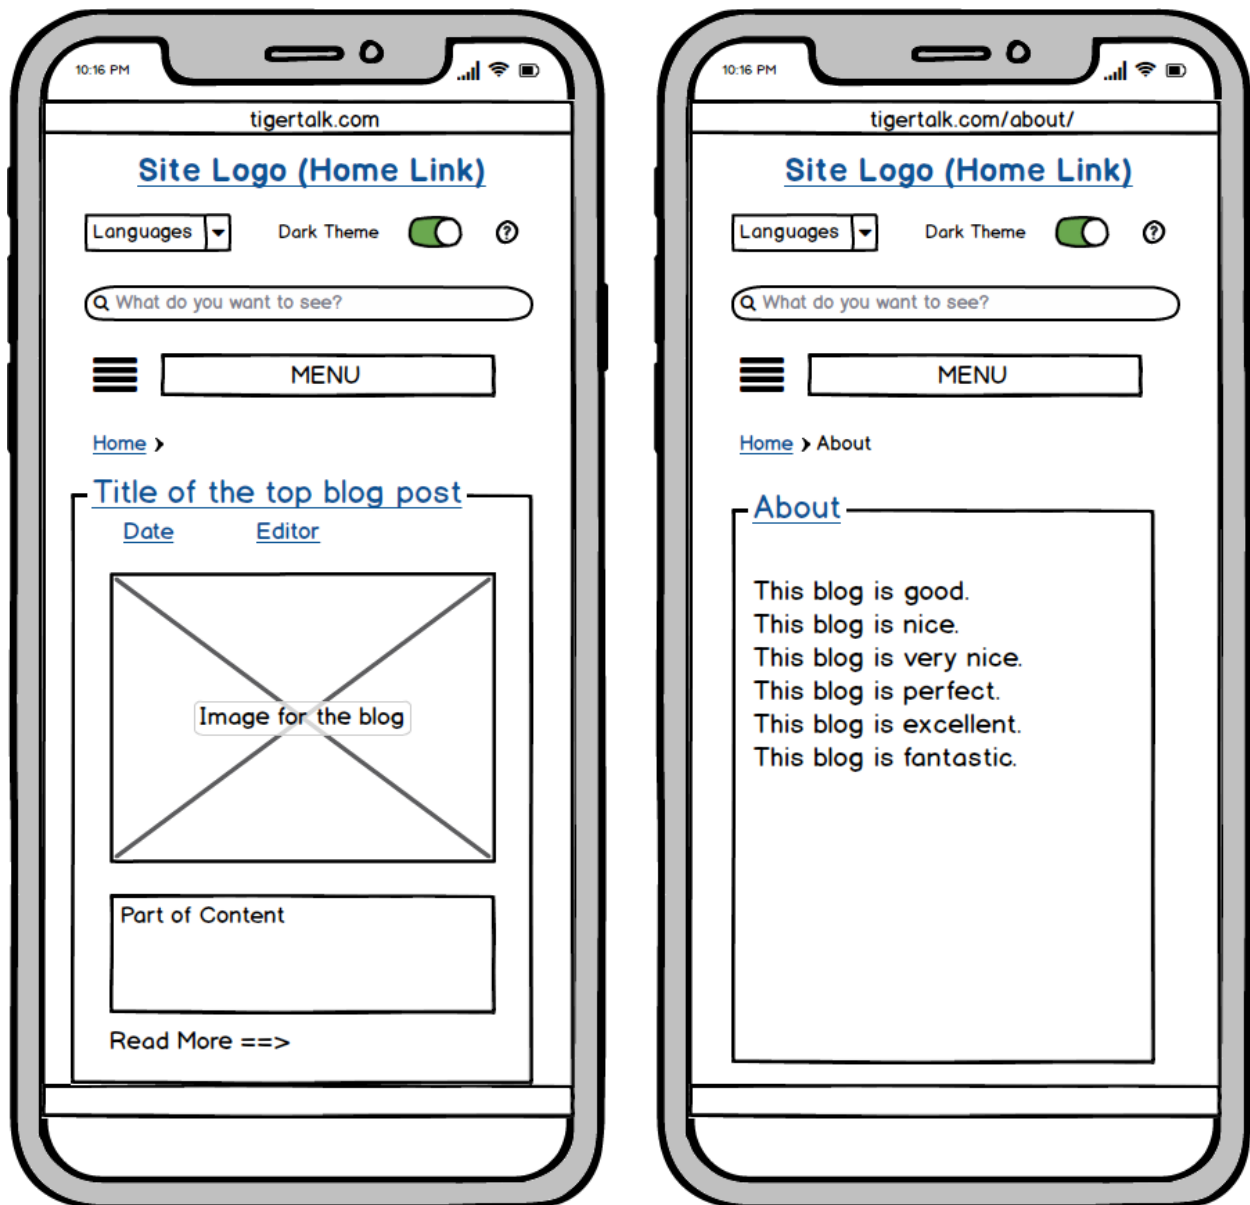 10:16 PM
tigertalk.com
Site Logo (Home Link)
Languages
Dark Theme
?
What do you want to see?
MENU
Home ›
Title of the top blog post
Date Editor
Image for the blog
Part of Content
Read More ==>
10:16 PM
tigertalk.com/about/
Site Logo (Home Link)
Languages
Dark Theme
?
What do you want to see?
MENU
Home › About
About
This blog is good.
This blog is nice.
This blog is very nice.
This blog is perfect.
This blog is excellent.
This blog is fantastic.